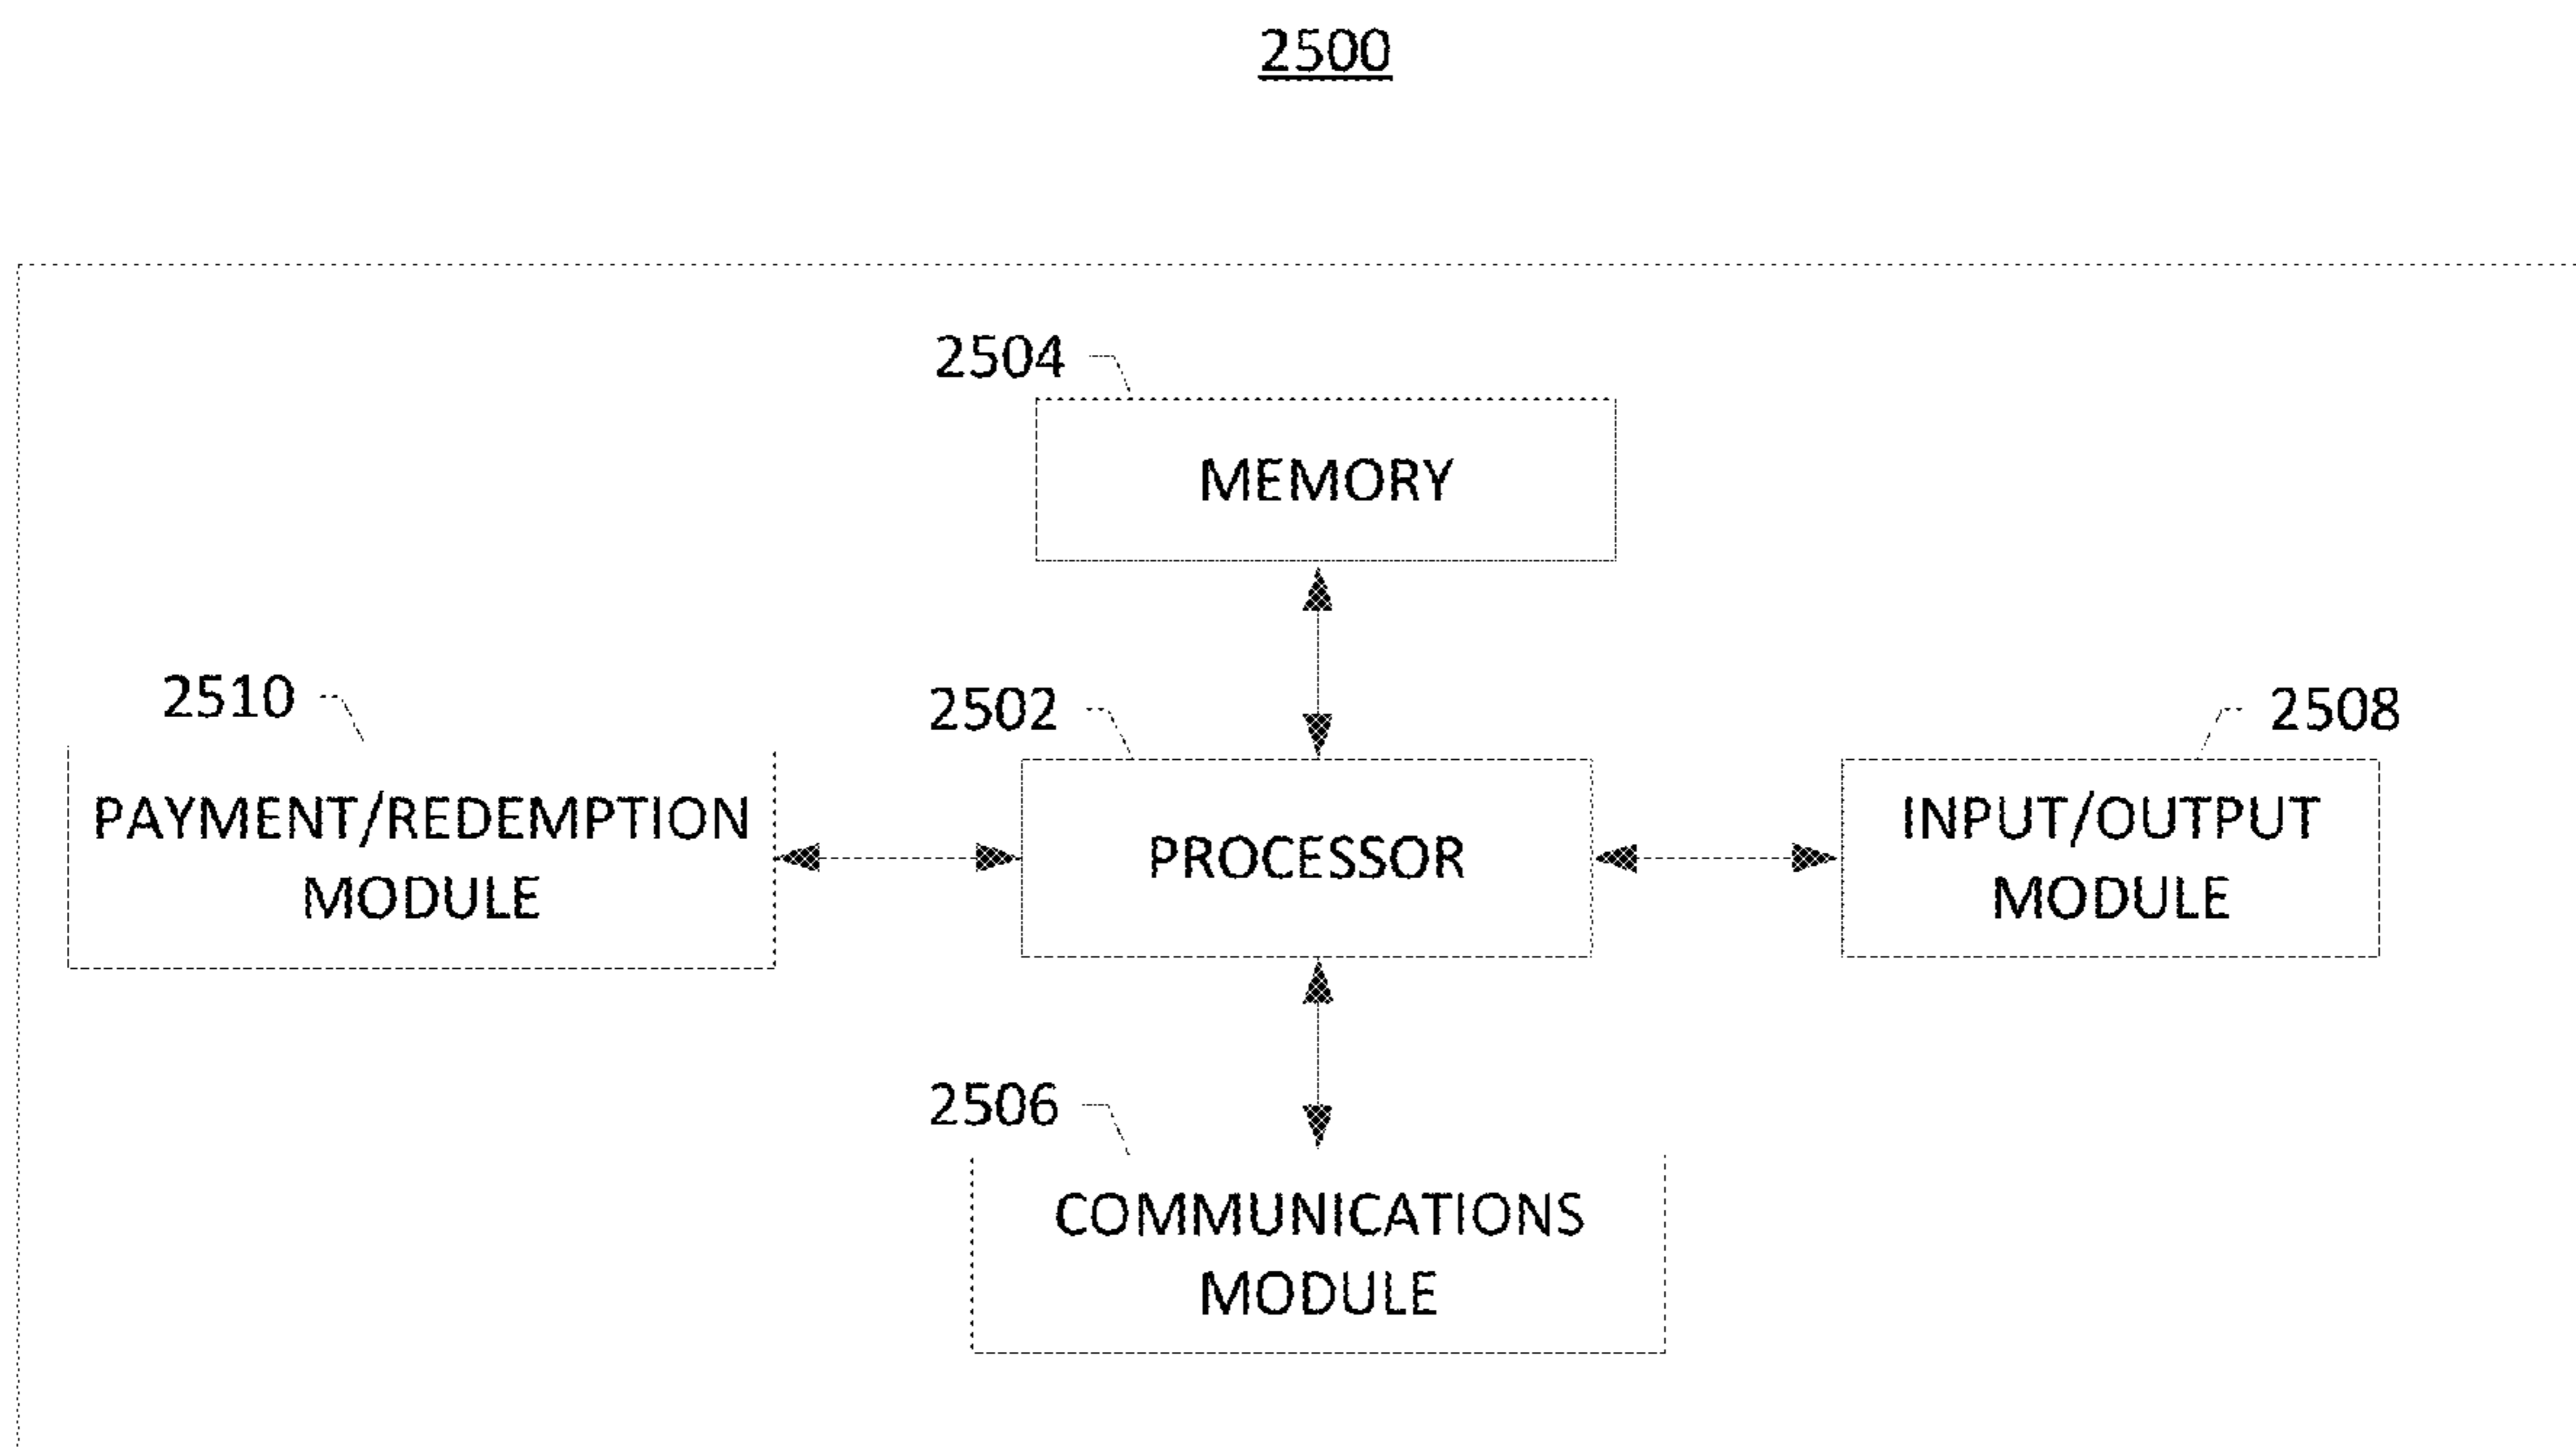 2500
2504
MEMORY
2510
2502
2508
PAYMENT/REDEMPTION
MODULE
PROCESSOR
INPUT/OUTPUT
MODULE
2506
COMMUNICATIONS
MODULE